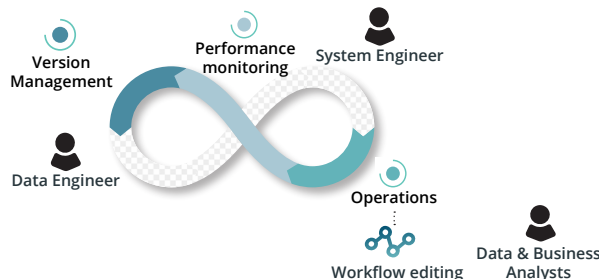 Version
Management
Performance
monitoring
System Engineer
Data Engineer
Operations
Workflow editing
Data & Business
Analysts